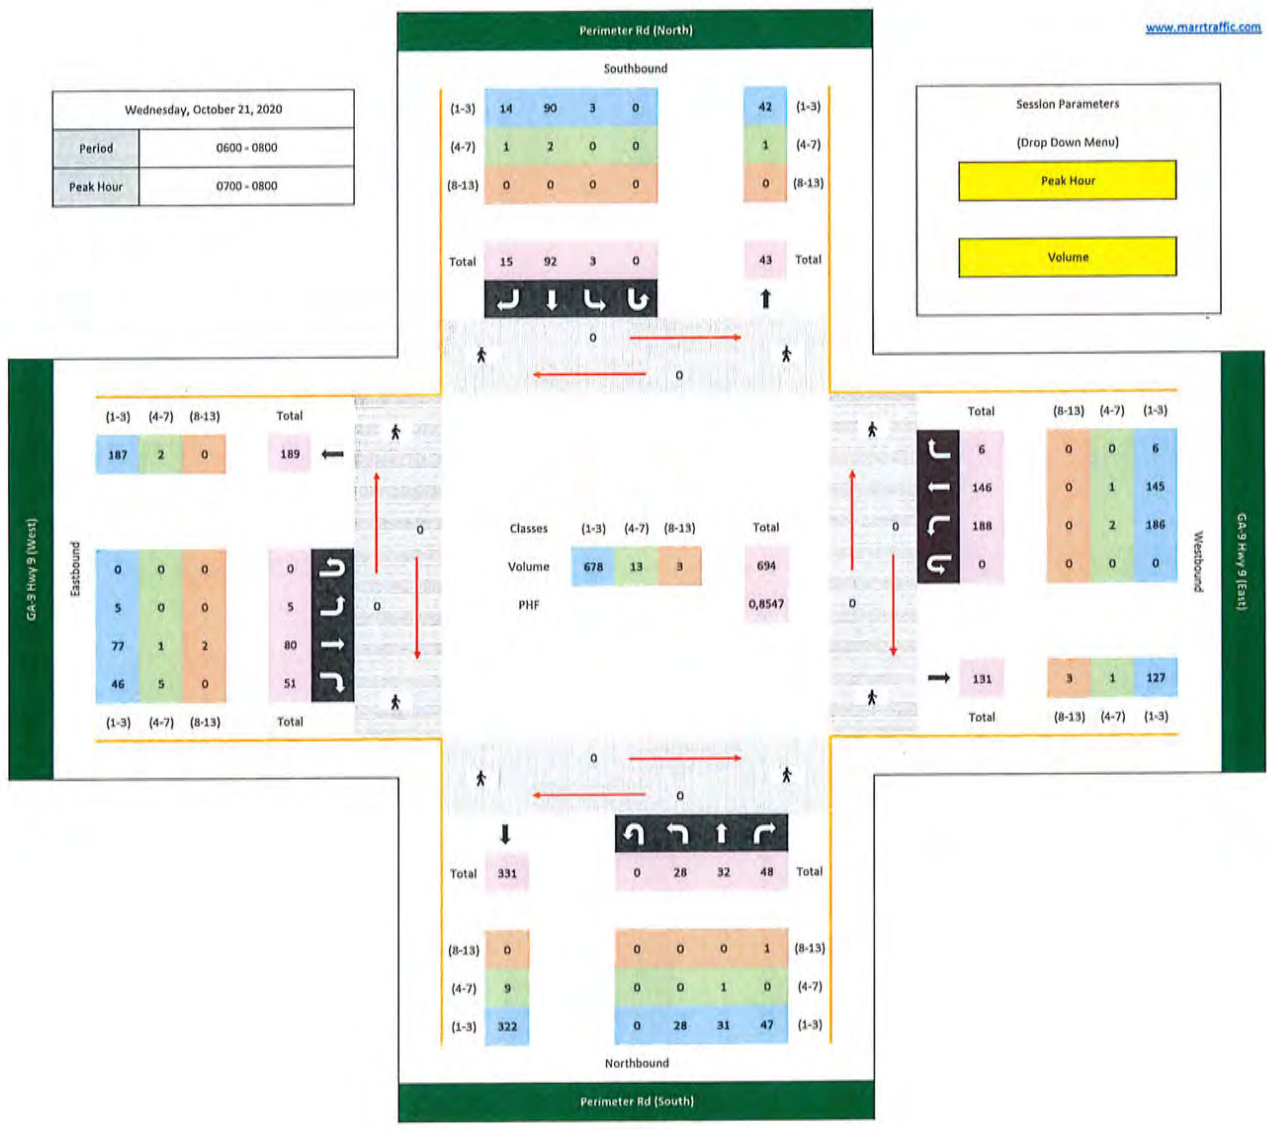 Perimeter Rd (North)
www.marrtraffic.com
Southbound
Wednesday, October 21, 2020
Period 0600 - 0800
Peak Hour 0700 - 0800
(1-3) 14 90 3 0 42 (1-3)
(4-7) 1 2 0 0 1 (4-7)
(8-13) 0 0 0 0 0 (8-13)
Total 15 92 3 0 43 Total
Session Parameters
(Drop Down Menu)
Peak Hour
Volume
0
0
GA-9 Hwy 9 (West)
Eastbound
(1-3) (4-7) (8-13) Total
187 2 0 189
0 0 0 0
5 0 0 5
77 1 2 80
46 5 0 51
(1-3) (4-7) (8-13) Total
0
0
Classes (1-3) (4-7) (8-13) Total
Volume 678 13 3 694
PHF 0,8547
0
0
Total (8-13) (4-7) (1-3)
6 0 0 6
146 0 1 145
188 0 2 186
0 0 0 0
131 3 1 127
Total (8-13) (4-7) (1-3)
Westbound
GA-9 Hwy 9 (East)
0
0
Total 331 0 28 32 48 Total
(8-13) 0 0 0 0 1 (8-13)
(4-7) 9 0 0 1 0 (4-7)
(1-3) 322 0 28 31 47 (1-3)
Northbound
Perimeter Rd (South)